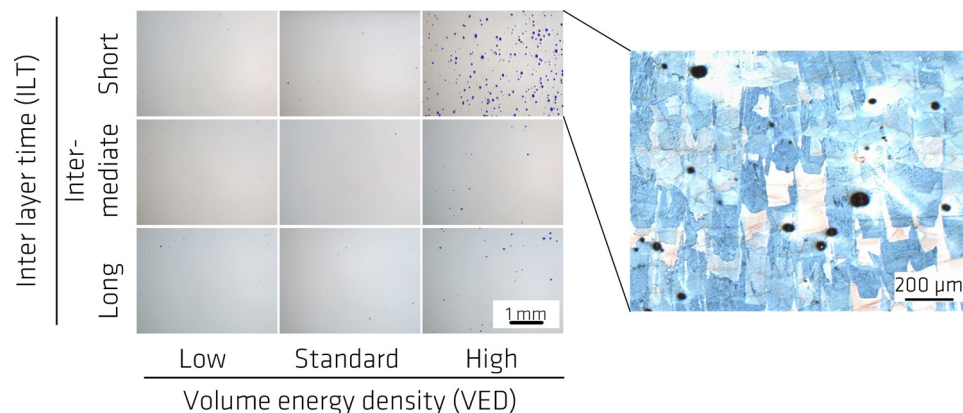 Inter layer time (ILT)
Short
Inter-
mediate
Long
1 mm
200 µm
Low Standard High
Volume energy density (VED)